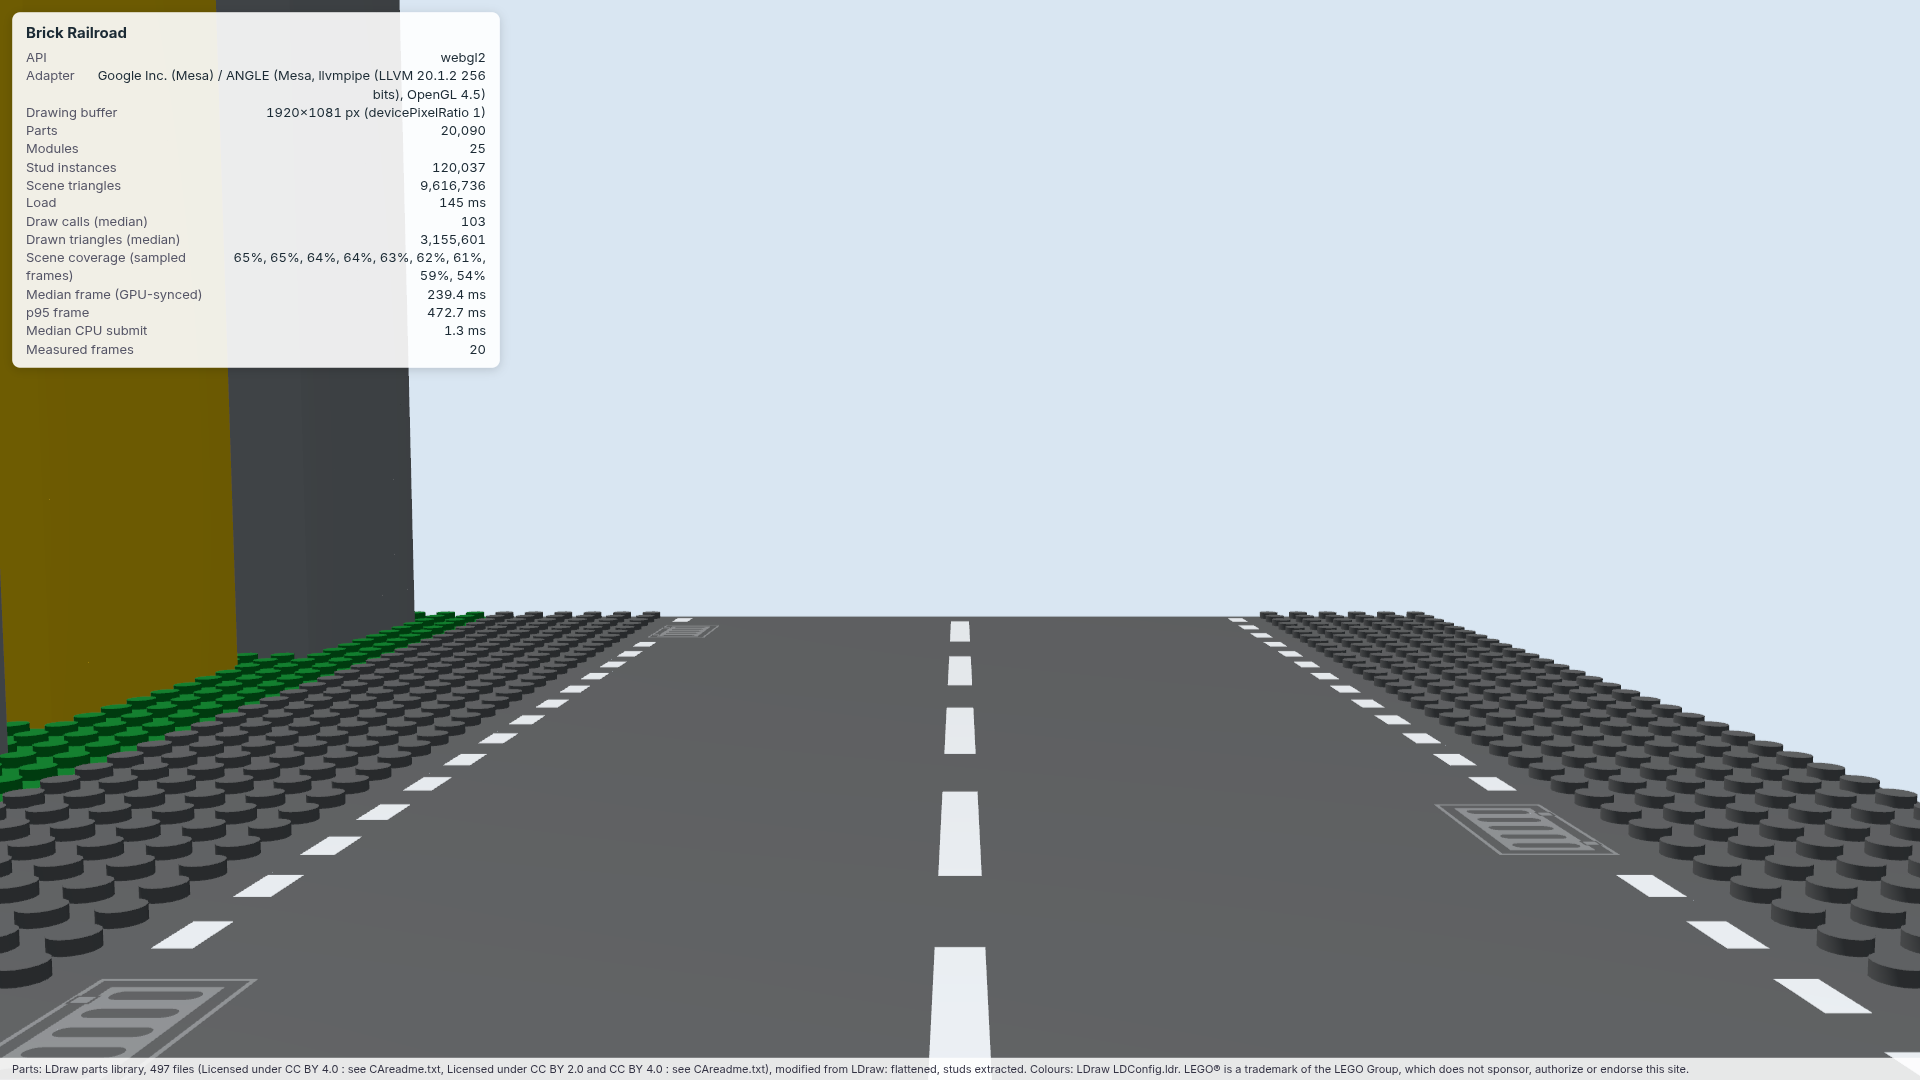 Brick Railroad
API webgl2
Adapter Google Inc. (Mesa) / ANGLE (Mesa, llvmpipe (LLVM 20.1.2 256
bits), OpenGL 4.5)
Drawing buffer 1920×1081 px (devicePixelRatio 1)
Parts 20,090
Modules 25
Stud instances 120,037
Scene triangles 9,616,736
Load 145 ms
Draw calls (median) 103
Drawn triangles (median) 3,155,601
Scene coverage (sampled 65%, 65%, 64%, 64%, 63%, 62%, 61%,
frames) 59%, 54%
Median frame (GPU-synced) 239.4 ms
p95 frame 472.7 ms
Median CPU submit 1.3 ms
Measured frames 20
Parts: LDraw parts library, 497 files (Licensed under CC BY 4.0 : see CAreadme.txt, Licensed under CC BY 2.0 and CC BY 4.0 : see CAreadme.txt), modified from LDraw: flattened, studs extracted. Colours: LDraw LDConfig.ldr. LEGO® is a trademark of the LEGO Group, which does not sponsor, authorize or endorse this site.